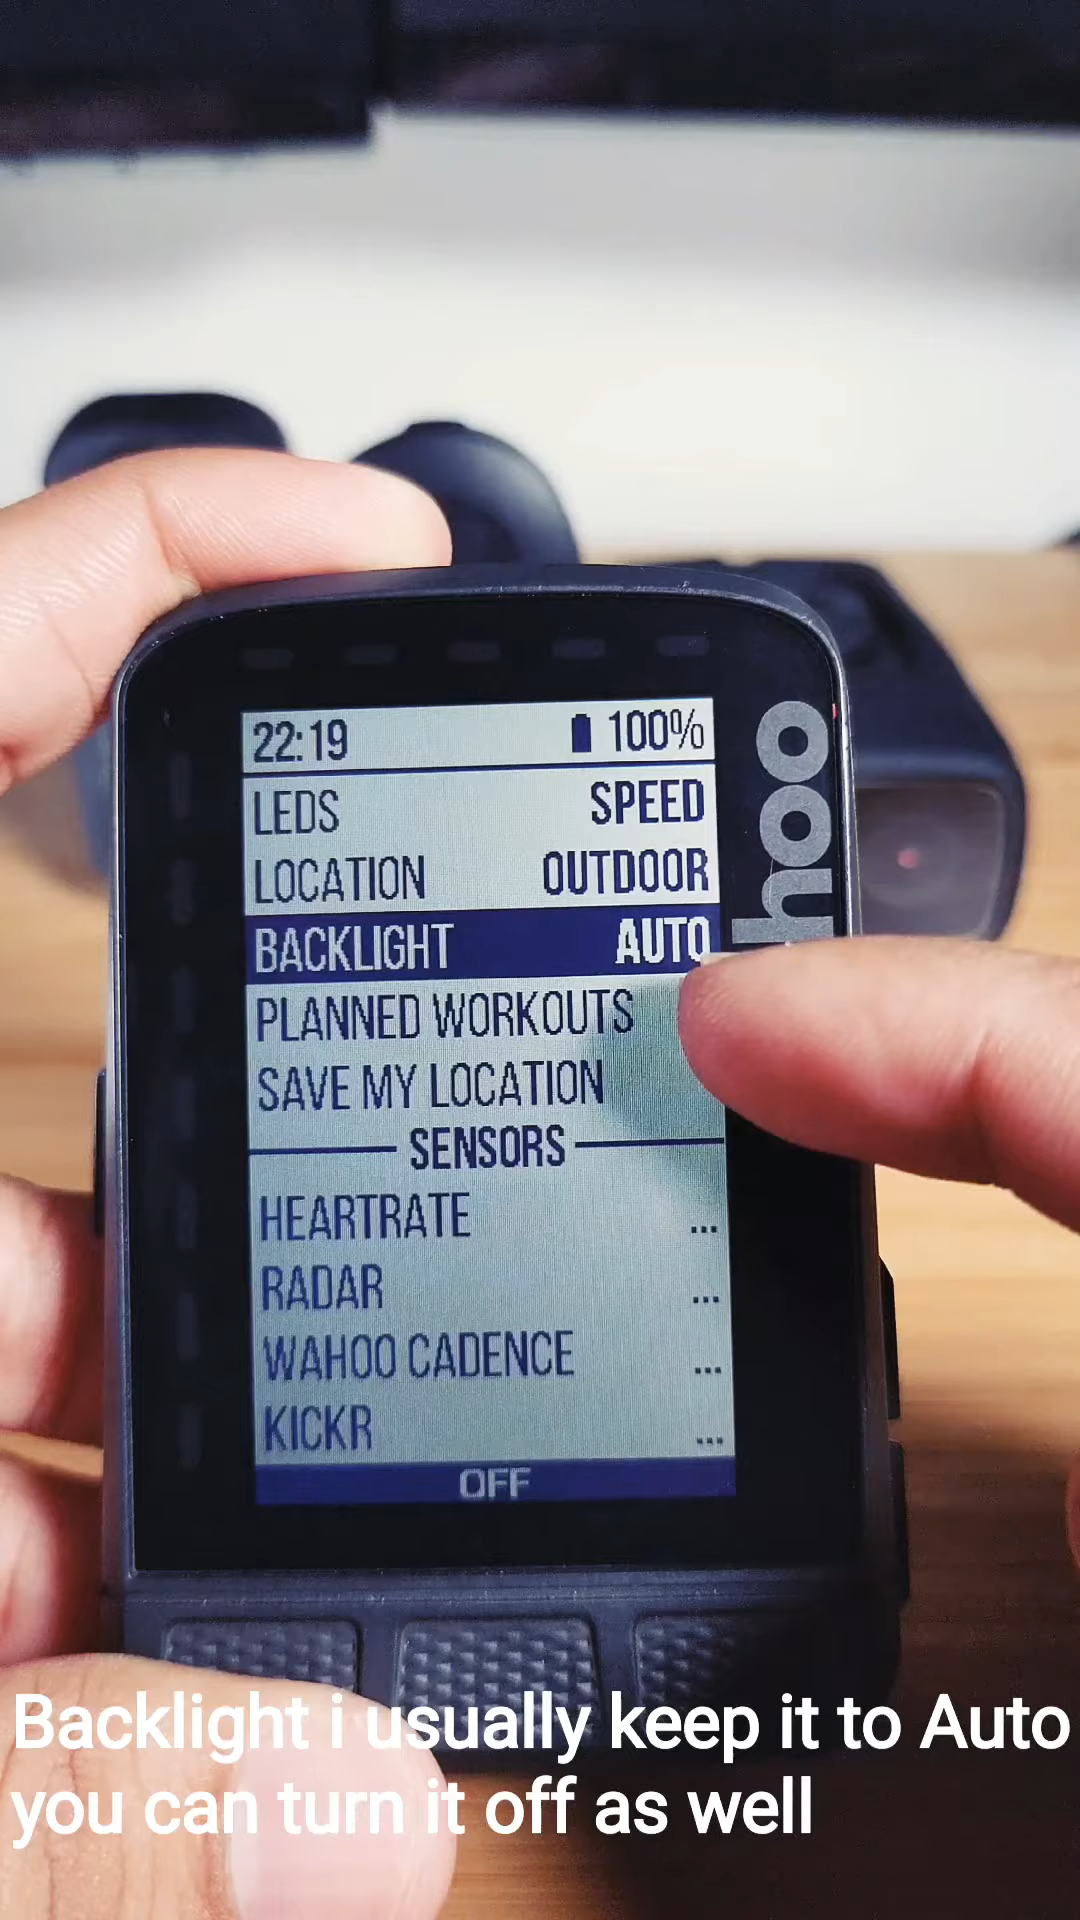 22:19 100%
LEDS SPEED
LOCATION OUTDOOR
BACKLIGHT AUTO
PLANNED WORKOUTS
SAVE MY LOCATION
SENSORS
HEARTRATE ...
RADAR ...
WAHOO CADENCE ...
KICKR ...
OFF
hoo
Backlight i usually keep it to Auto
you can turn it off as well